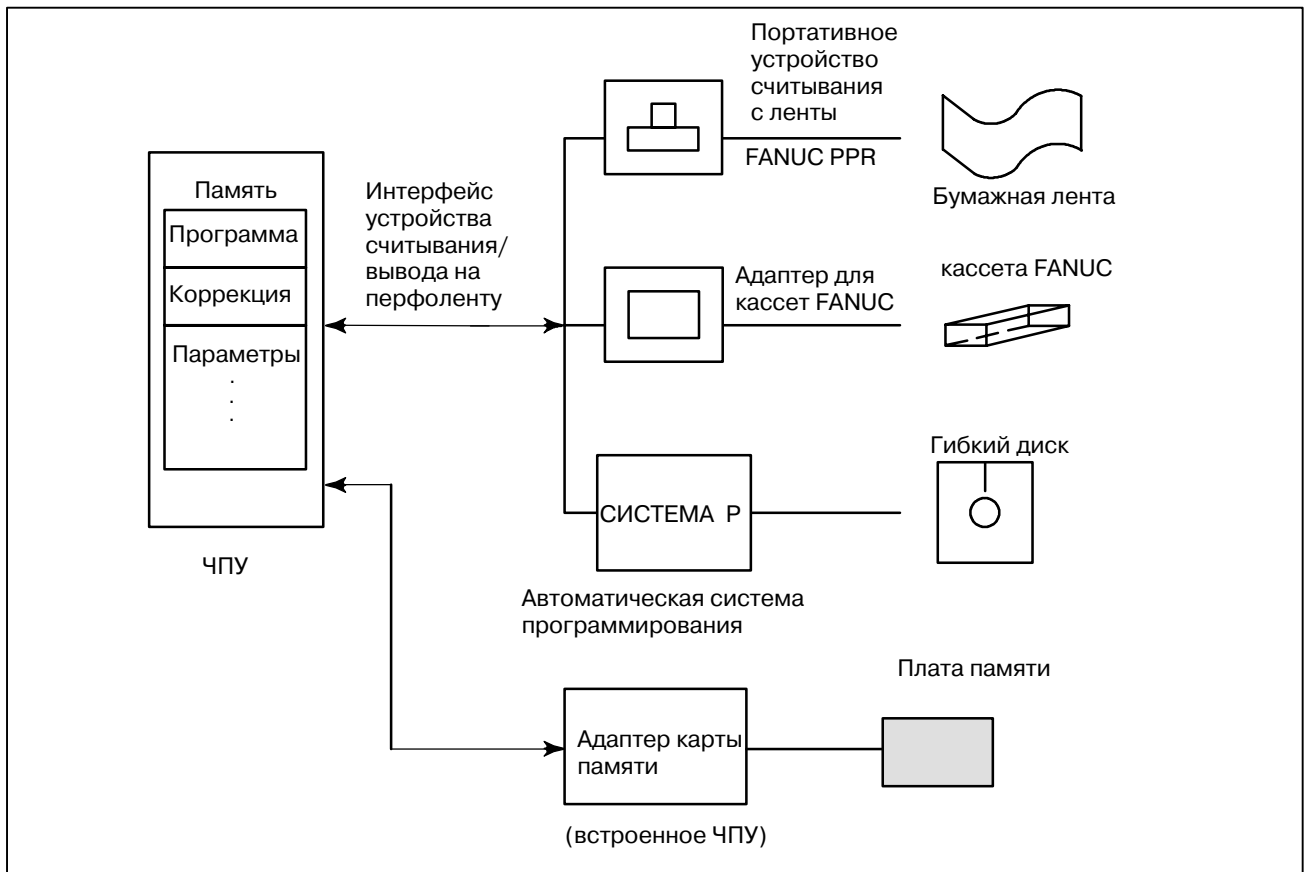 Память
Программа
Коррекция
Параметры
.
.
.
ЧПУ
Интерфейс
устройства
считывания/
вывода на
перфоленту
Портативное
устройство
считывания
с ленты
FANUC PPR
Бумажная лента
Адаптер для
кассет FANUC
кассета FANUC
СИСТЕМА P
Гибкий диск
Автоматическая система
программирования
Плата памяти
Адаптер карты
памяти
(встроенное ЧПУ)